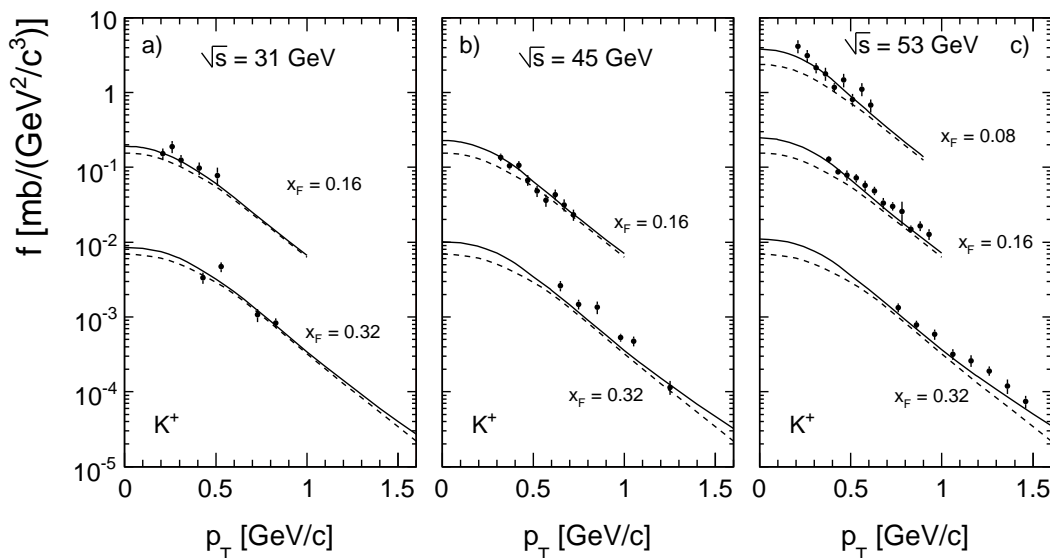 f [mb/(GeV²/c³)]
10
1
10⁻¹
10⁻²
10⁻³
10⁻⁴
10⁻⁵
a)
√s = 31 GeV
x_F = 0.16
x_F = 0.32
K⁺
0 0.5 1 1.5
p_T [GeV/c]
b)
√s = 45 GeV
x_F = 0.16
x_F = 0.32
K⁺
0 0.5 1 1.5
p_T [GeV/c]
√s = 53 GeV
c)
x_F = 0.08
x_F = 0.16
x_F = 0.32
K⁺
0 0.5 1 1.5
p_T [GeV/c]